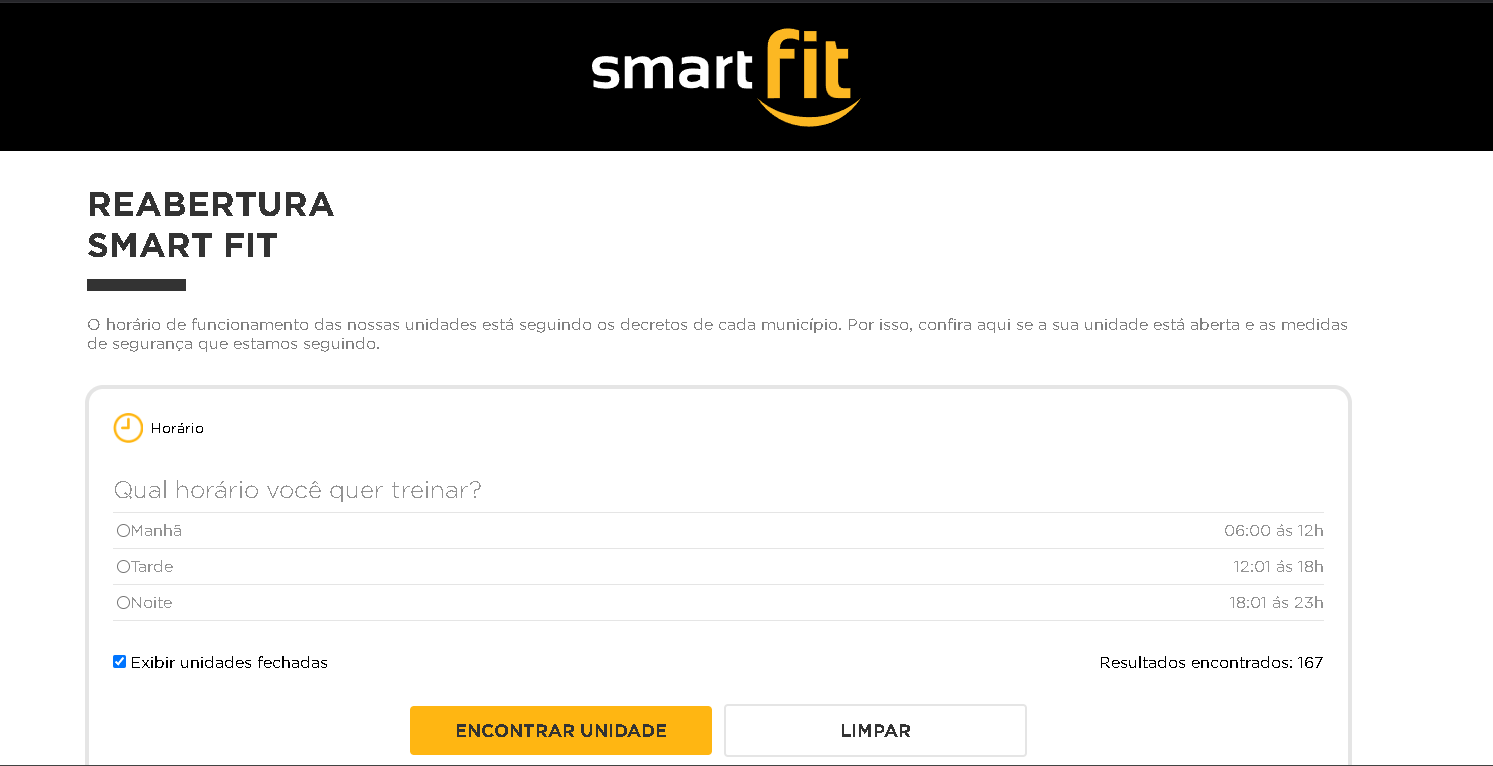 smart fit
REABERTURA
SMART FIT
O horário de funcionamento das nossas unidades está seguindo os decretos de cada município. Por isso, confira aqui se a sua unidade está aberta e as medidas
de segurança que estamos seguindo.
Horário
Qual horário você quer treinar?
Manhã 06:00 ás 12h
Tarde 12:01 ás 18h
Noite 18:01 ás 23h
Exibir unidades fechadas Resultados encontrados: 167
ENCONTRAR UNIDADE LIMPAR